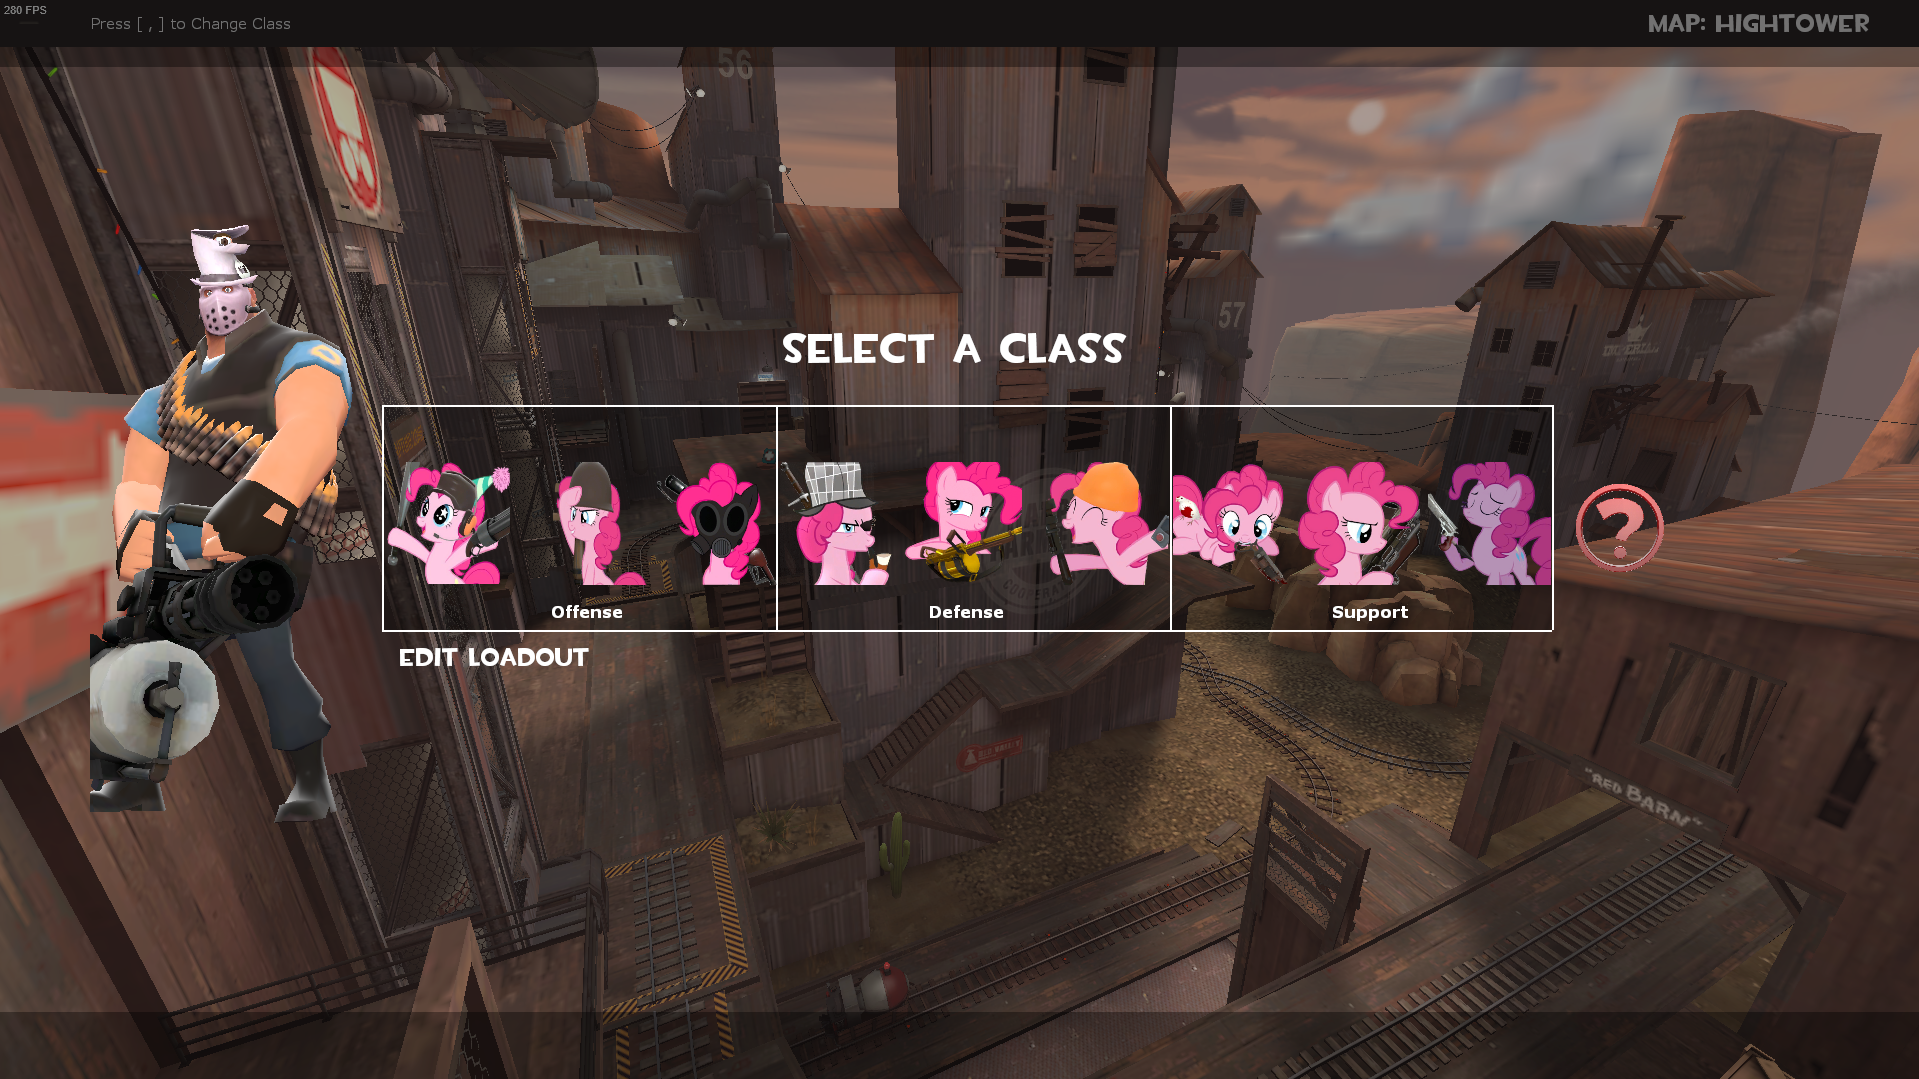 280 FPS
Press [ , ] to Change Class
MAP: HIGHTOWER
56
57
SELECT A CLASS
Offense
Defense
Support
?
EDIT LOADOUT
"RED BARN"